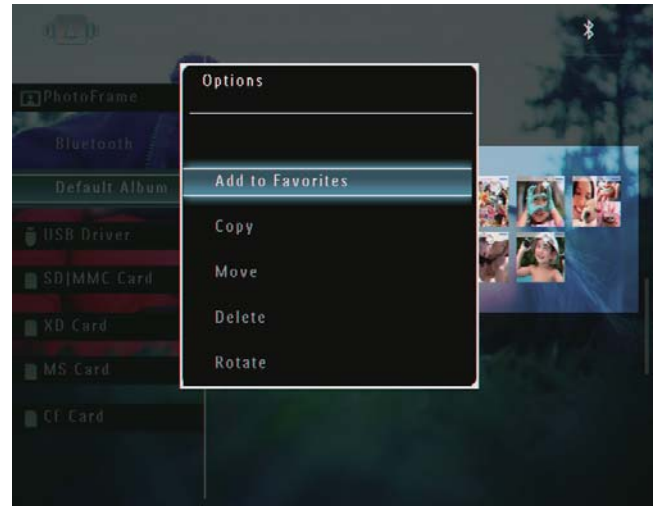 Options
Add to Favorites
Copy
Move
Delete
Rotate
PhotoFrame
Bluetooth
Default Album
USB Driver
SD|MMC Card
XD Card
MS Card
CF Card